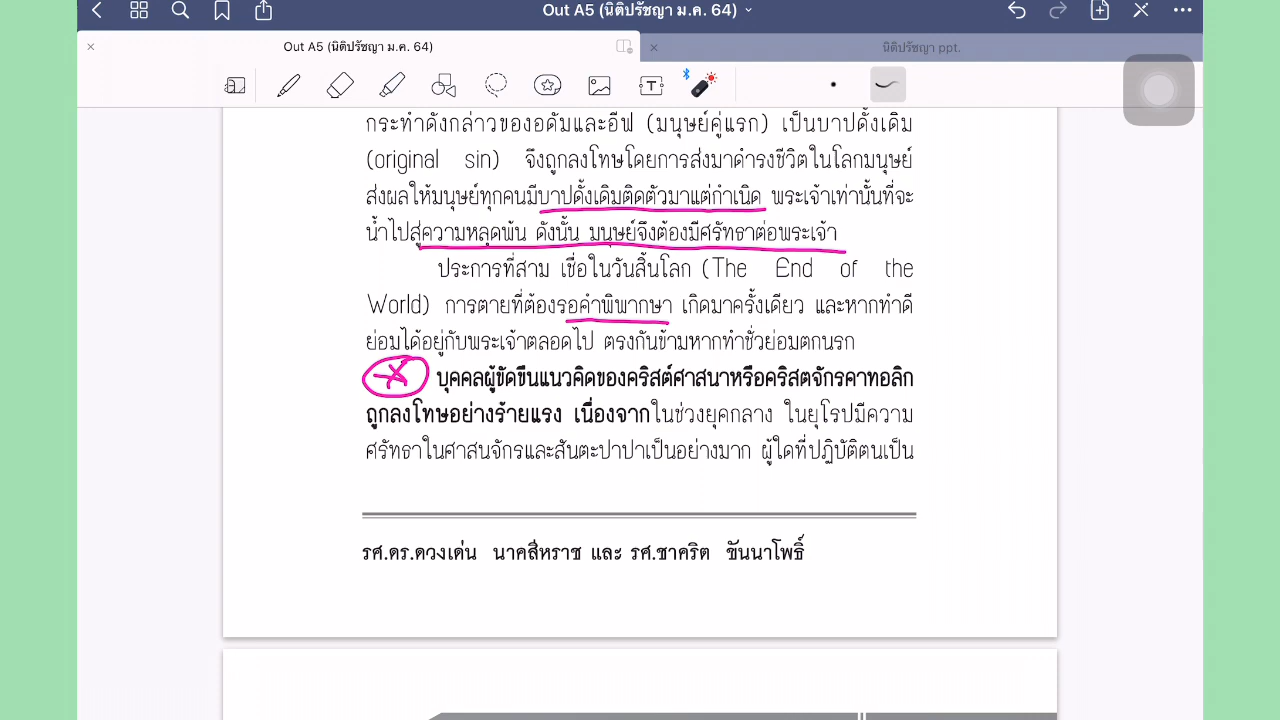 Out A5 (นิติปรัชญา ม.ค. 64)
Out A5 (นิติปรัชญา ม.ค. 64)
นิติปรัชญา ppt.
กระทำดังกล่าวของอดัมและอีฟ (มนุษย์คู่แรก) เป็นบาปดั้งเดิม
(original sin) จึงถูกลงโทษโดยการส่งมาดำรงชีวิตในโลกมนุษย์
ส่งผลให้มนุษย์ทุกคนมีบาปดั้งเดิมติดตัวมาแต่กำเนิด พระเจ้าเท่านั้นที่จะ
น้ำไปสู่ความหลุดพ้น ดังนั้น มนุษย์จึงต้องมีศรัทธาต่อพระเจ้า
ประการที่สาม เชื่อในวันสิ้นโลก (The End of the
World) การตายที่ต้องรอคำพิพากษา เกิดมาครั้งเดียว และหากทำดี
ย่อมได้อยู่กับพระเจ้าตลอดไป ตรงกันข้ามหากทำชั่วย่อมตกนรก
บุคคลผู้ขัดขืนแนวคิดของคริสต์ศาสนาหรือคริสตจักรคาทอลิก
ถูกลงโทษอย่างร้ายแรง เนื่องจากในช่วงยุคกลาง ในยุโรปมีความ
ศรัทธาในศาสนจักรและสันตะปาปาเป็นอย่างมาก ผู้ใดที่ปฏิบัติตนเป็น
รศ.ดร.ดวงเด่น นาคสีหราช และ รศ.ชาคริต ขันนาโพธิ์